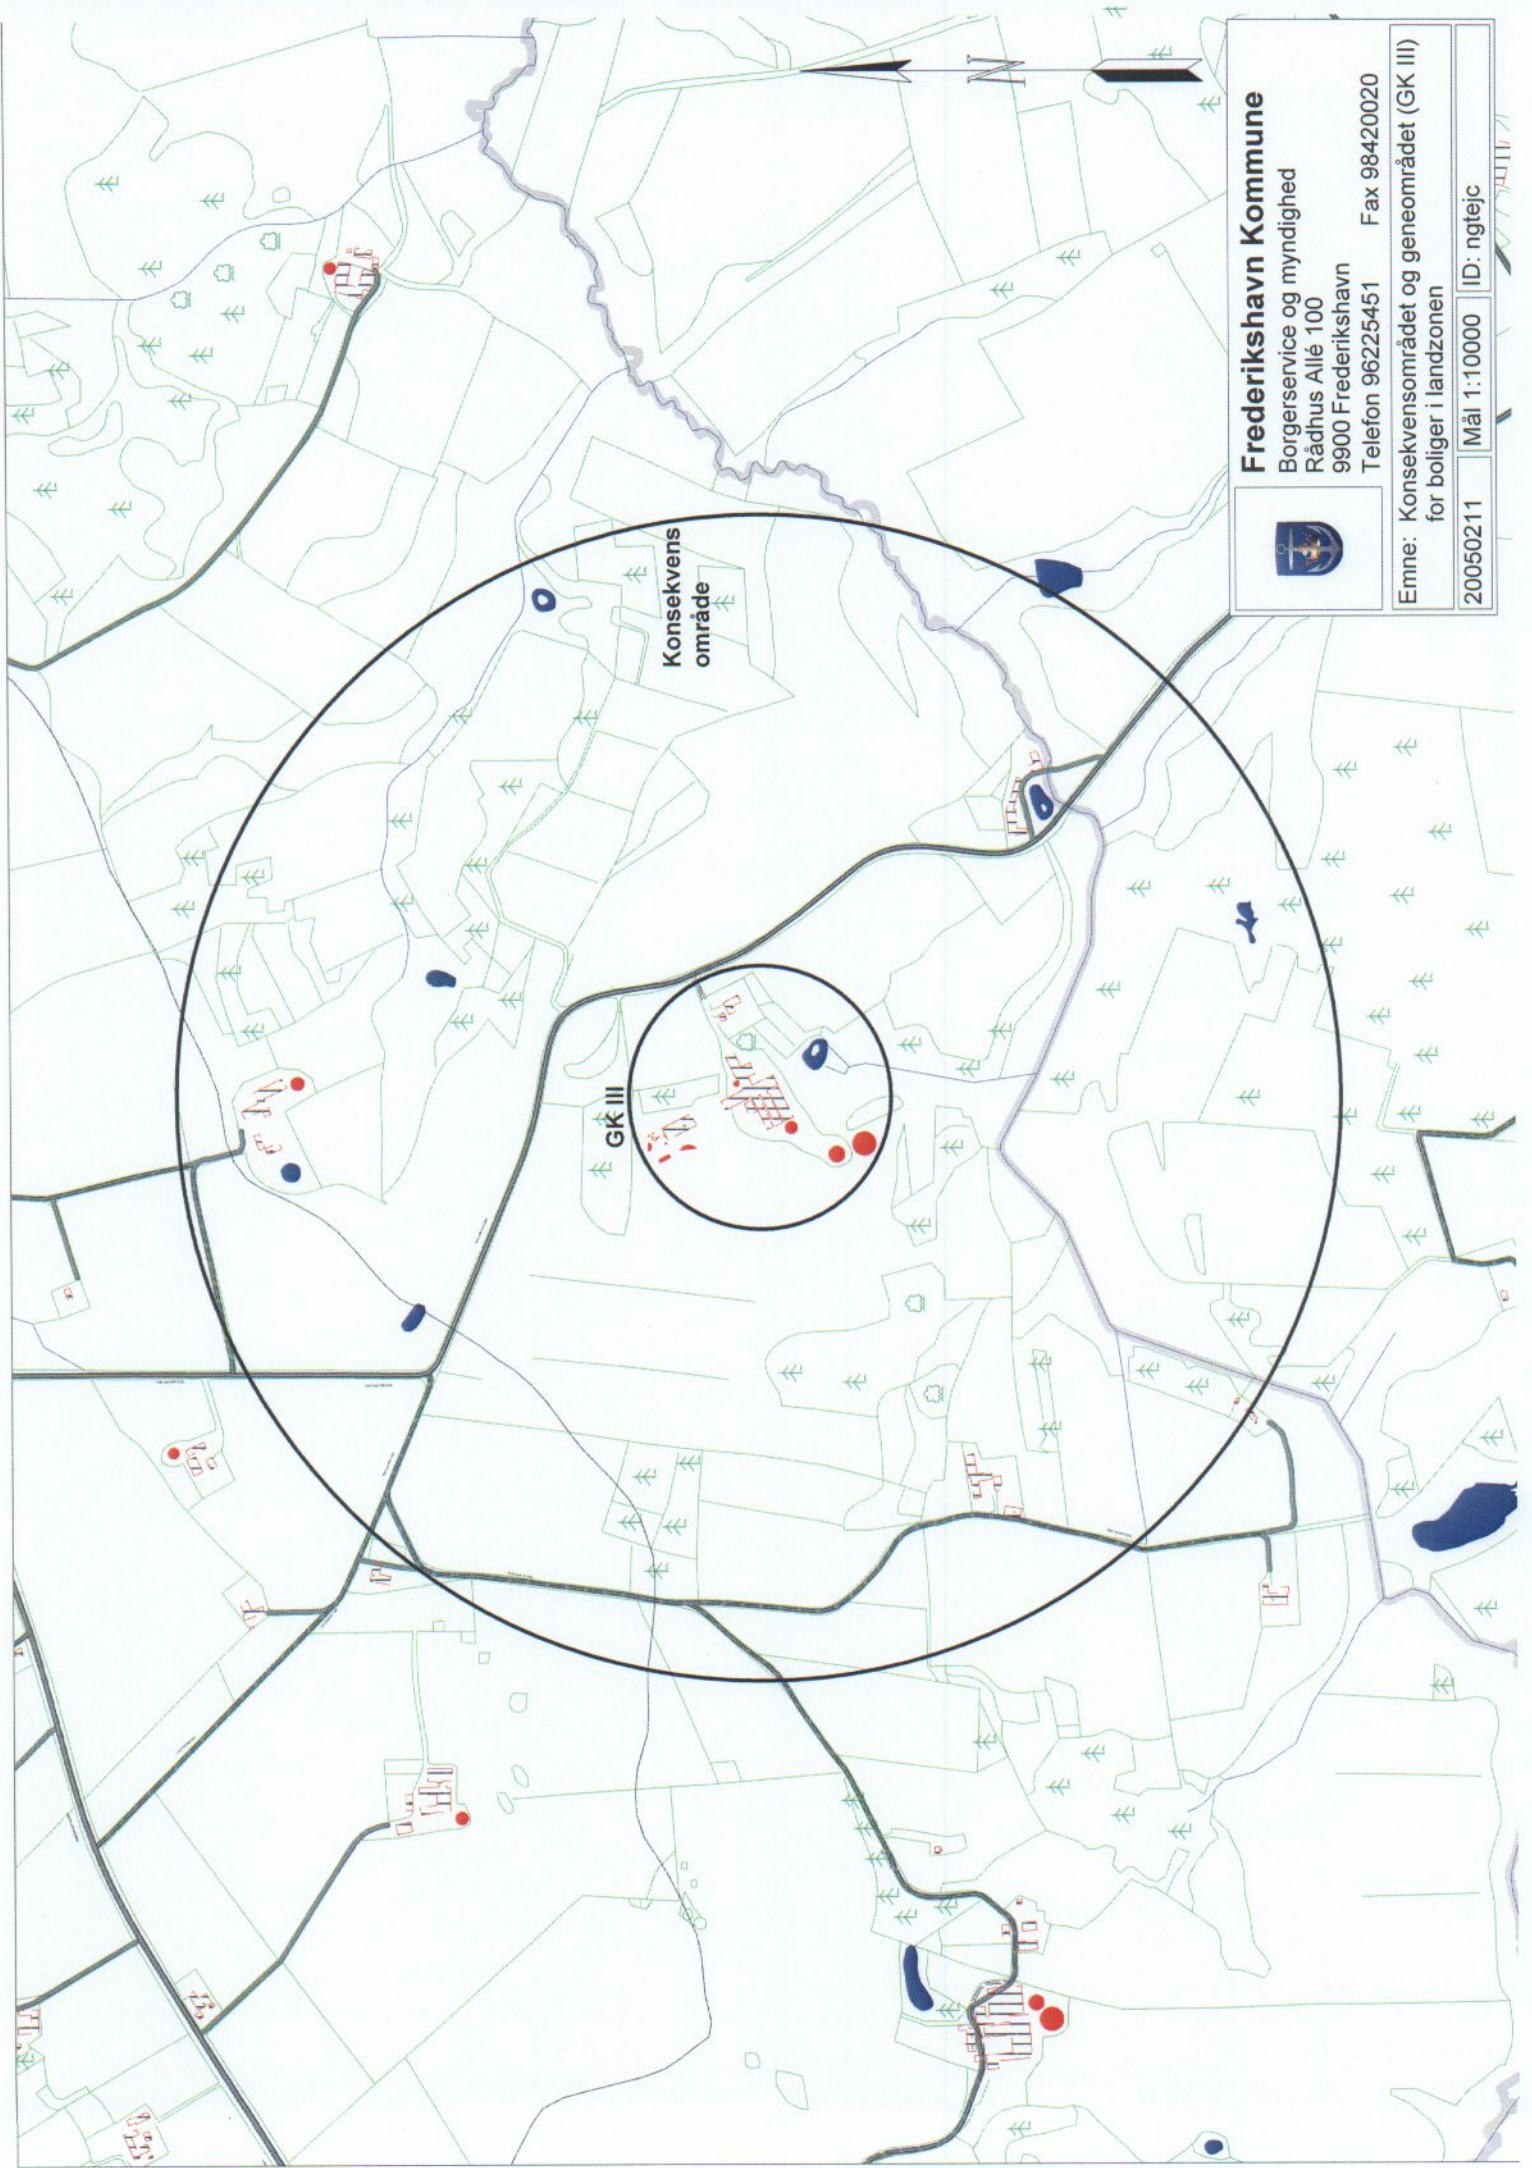 N
Konsekvens
område
GK III
Frederikshavn Kommune
Borgerservice og myndighed
Rådhus Allé 100
9900 Frederikshavn
Telefon 96225451 Fax 98420020
Emne: Konsekvensområdet og geneområdet (GK III)
for boliger i landzonen
20050211 Mål 1:10000 ID: ngtejc